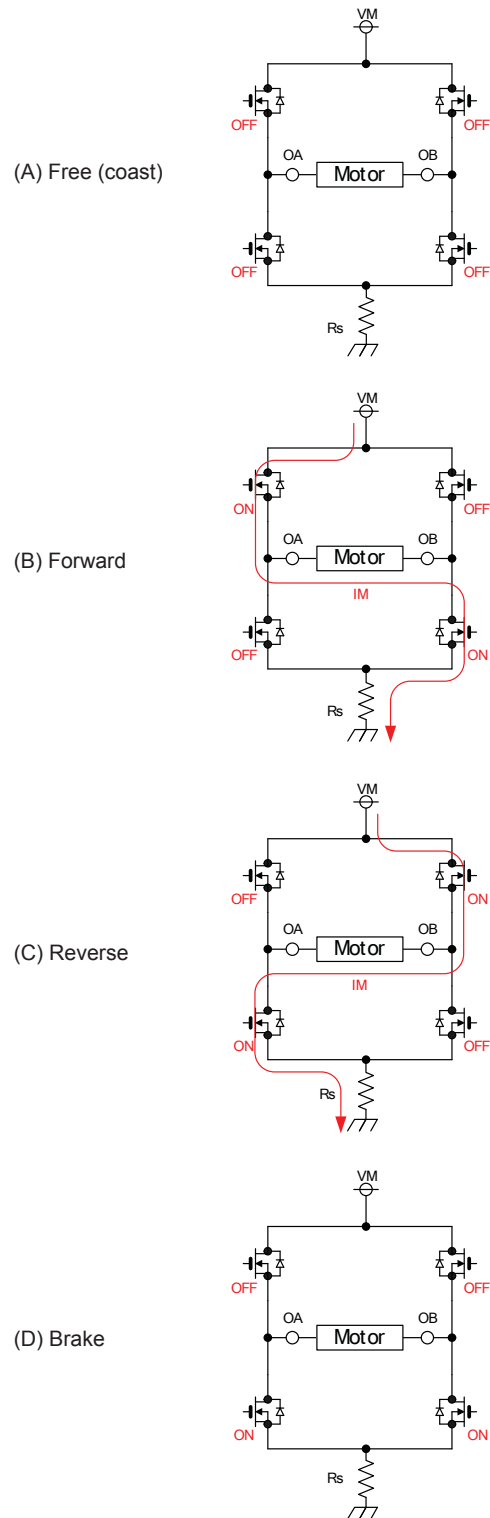 VM
OFF
OFF
(A) Free (coast)
OA
Motor
OB
OFF
OFF
Rs
VM
ON
OFF
(B) Forward
OA
Motor
OB
IM
OFF
ON
Rs
VM
OFF
ON
(C) Reverse
OA
Motor
OB
IM
ON
OFF
Rs
VM
OFF
OFF
(D) Brake
OA
Motor
OB
ON
ON
Rs